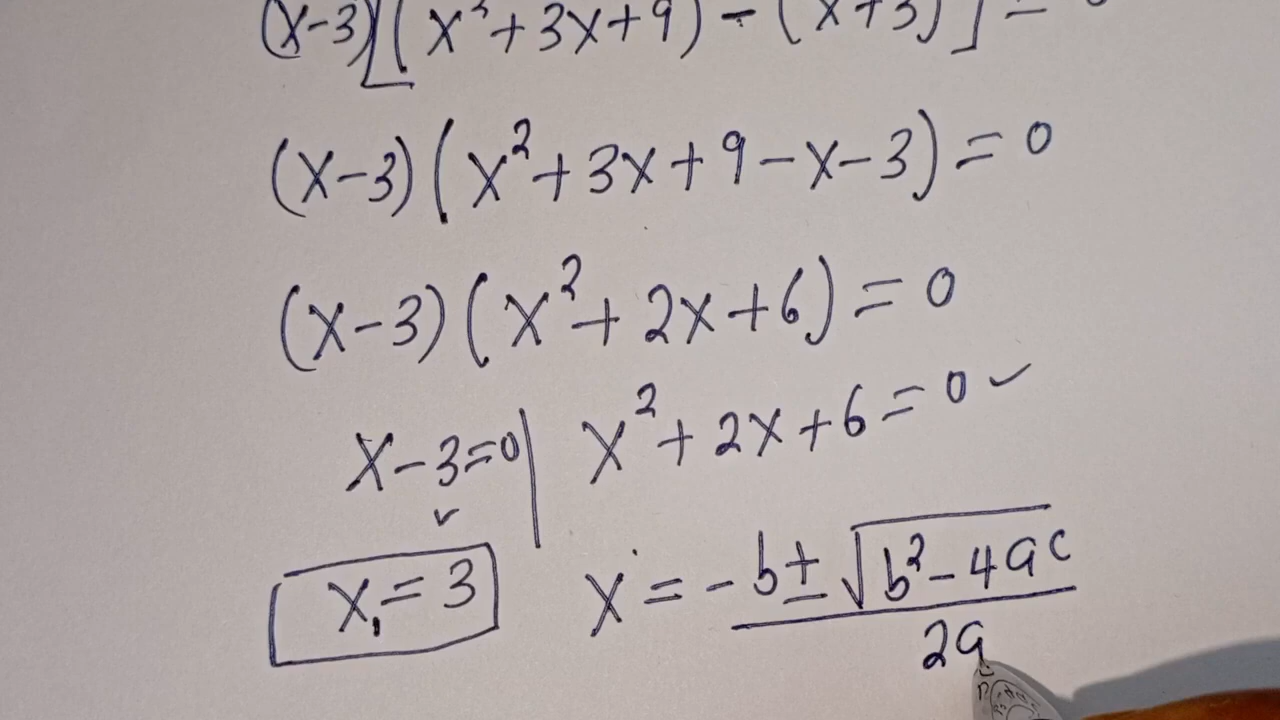 (x-3)[(x²+3x+9)-(x+3)]=0
(x-3)(x²+3x+9-x-3)=0
(x-3)(x²+2x+6)=0
x-3=0 | x²+2x+6=0 ✓
✓
x₁=3 x=-b±√(b²-4ac)/2a